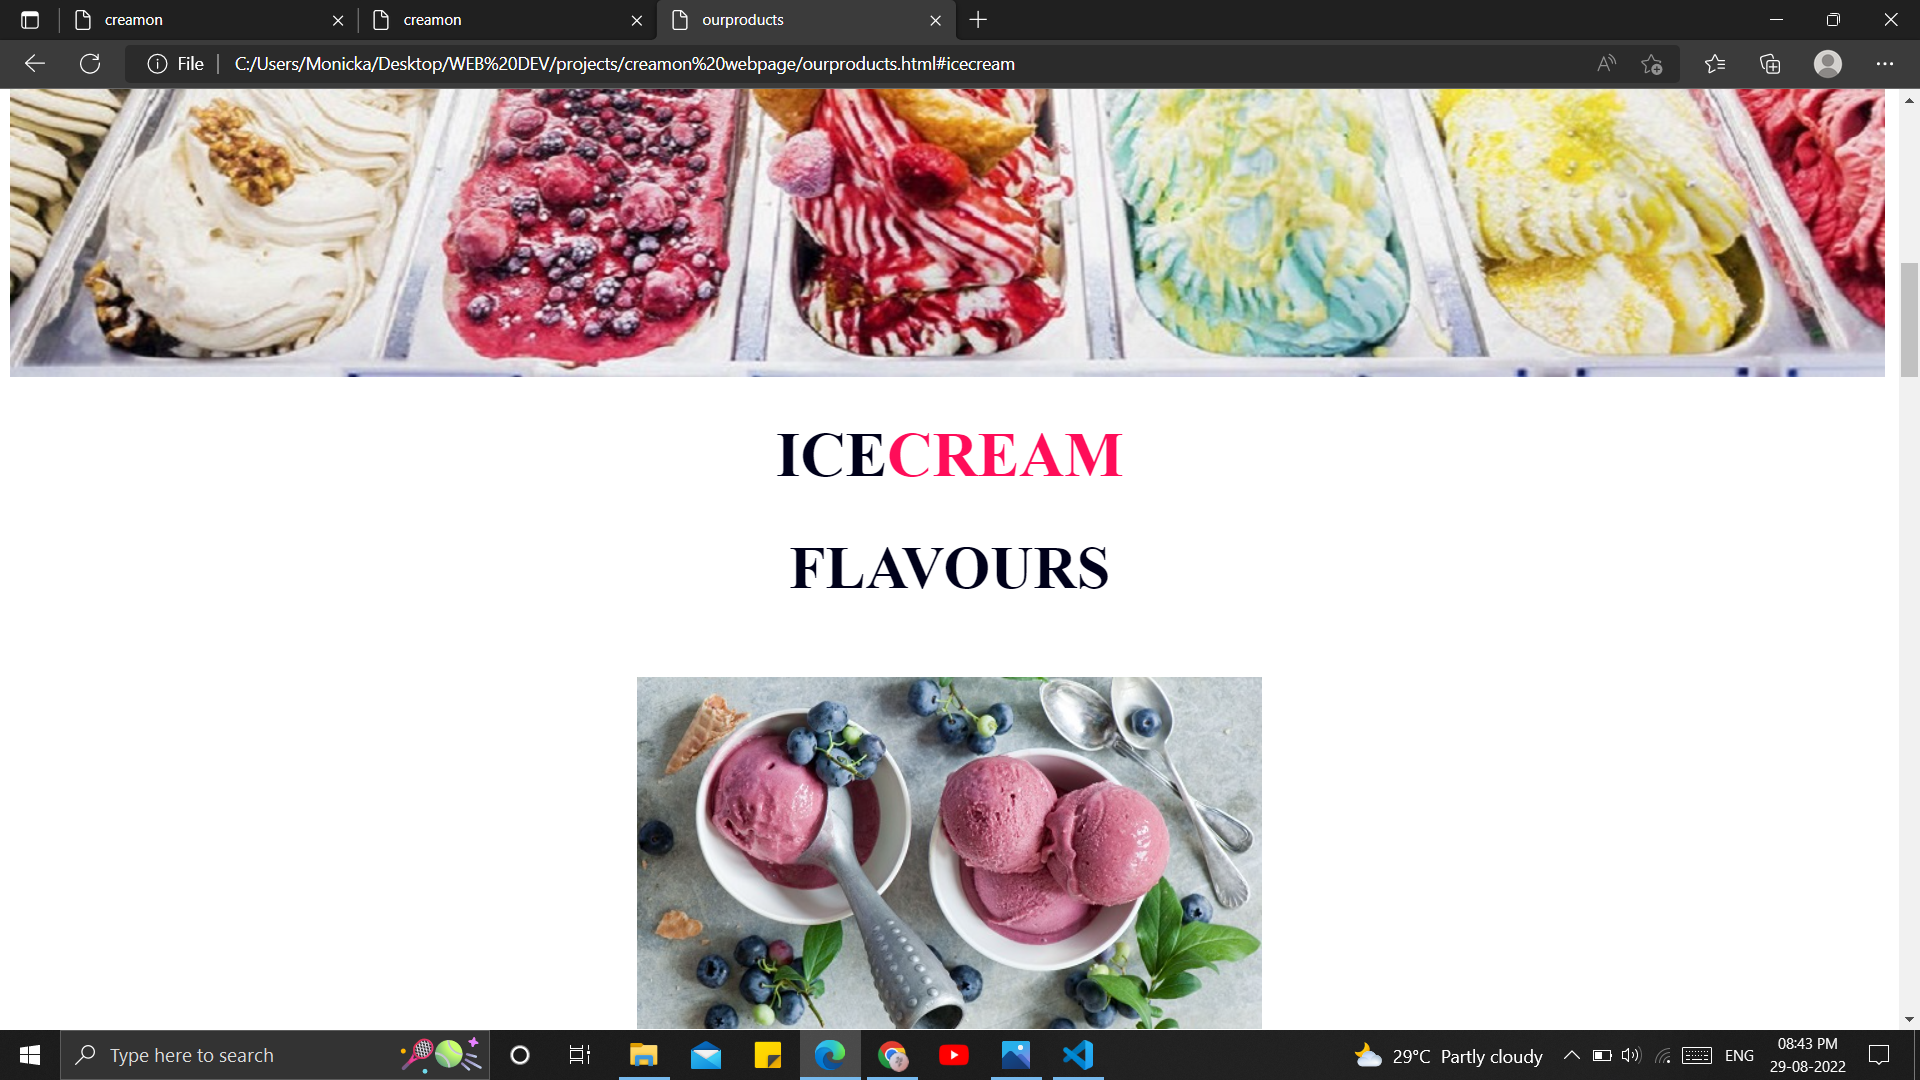 creamon
creamon
ourproducts
File
C:/Users/Monicka/Desktop/WEB%20DEV/projects/creamon%20webpage/ourproducts.html#icecream
ICECREAM
FLAVOURS
Type here to search
29°C Partly cloudy
ENG
08:43 PM
29-08-2022